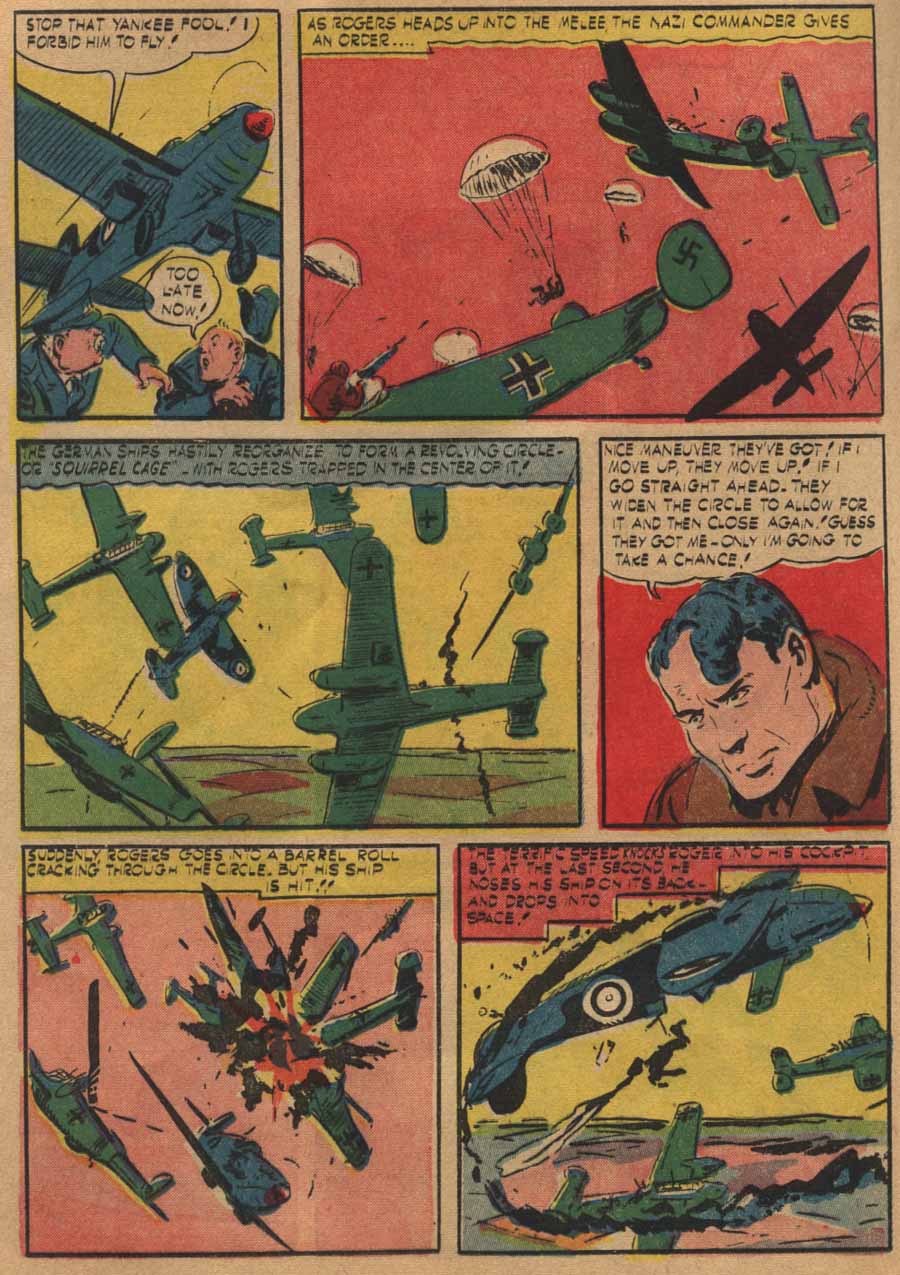 STOP THAT YANKEE FOOL! I
FORBID HIM TO FLY!
TOO
LATE
NOW!
AS ROGERS HEADS UP INTO THE MELEE, THE NAZI COMMANDER GIVES
AN ORDER....
THE GERMAN SHIPS HASTILY REORGANIZE TO FORM A REVOLVING CIRCLE-
OR "SQUIRREL CAGE" - WITH ROGERS TRAPPED IN THE CENTER OF IT!
NICE MANEUVER THEY'VE GOT! IF I
MOVE UP, THEY MOVE UP! IF I
GO STRAIGHT AHEAD - THEY
WIDEN THE CIRCLE TO ALLOW FOR
IT AND THEN CLOSE AGAIN! GUESS
THEY GOT ME - ONLY I'M GOING TO
TAKE A CHANCE!
SUDDENLY, ROGERS GOES INTO A BARREL ROLL
CRACKING THROUGH THE CIRCLE. BUT HIS SHIP
IS HIT!!
THE TERRIFIC SPEED KNOCKS ROGER INTO HIS COCKPIT,
BUT AT THE LAST SECOND HE
NOSES HIS SHIP ON ITS BACK-
AND DROPS INTO
SPACE!